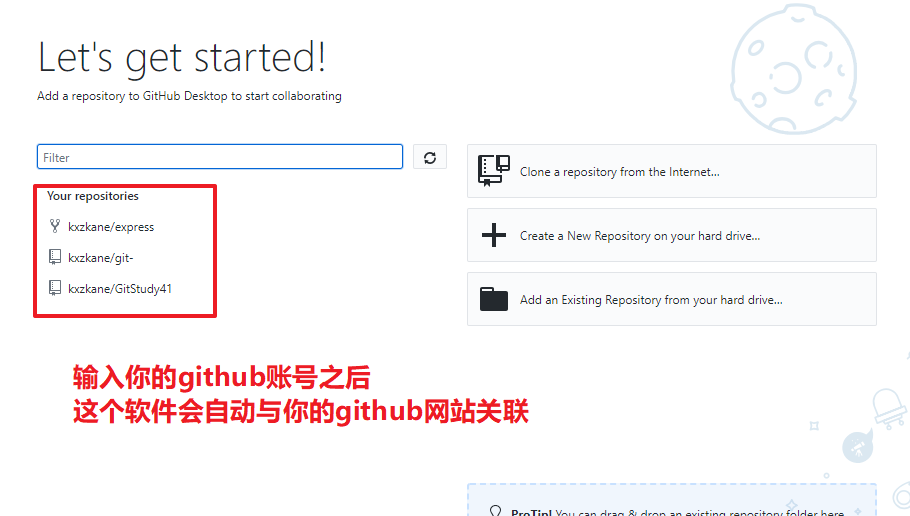 Let's get started!
Add a repository to GitHub Desktop to start collaborating
Filter
Your repositories
kxzkane/express
kxzkane/git-
kxzkane/GitStudy41
Clone a repository from the Internet...
Create a New Repository on your hard drive...
Add an Existing Repository from your hard drive...
输入你的github账号之后
这个软件会自动与你的github网站关联
ProTip! You can drag & drop an existing repository folder here